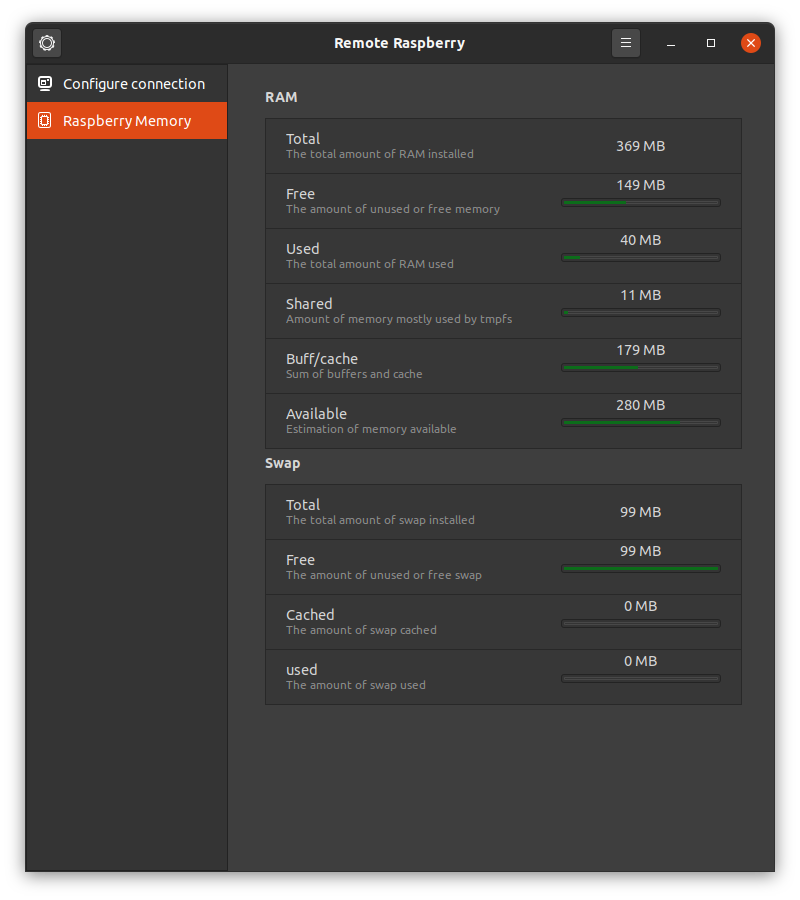 Remote Raspberry
Configure connection
Raspberry Memory
RAM
Total
The total amount of RAM installed
369 MB
Free
The amount of unused or free memory
149 MB
Used
The total amount of RAM used
40 MB
Shared
Amount of memory mostly used by tmpfs
11 MB
Buff/cache
Sum of buffers and cache
179 MB
Available
Estimation of memory available
280 MB
Swap
Total
The total amount of swap installed
99 MB
Free
The amount of unused or free swap
99 MB
Cached
The amount of swap cached
0 MB
used
The amount of swap used
0 MB